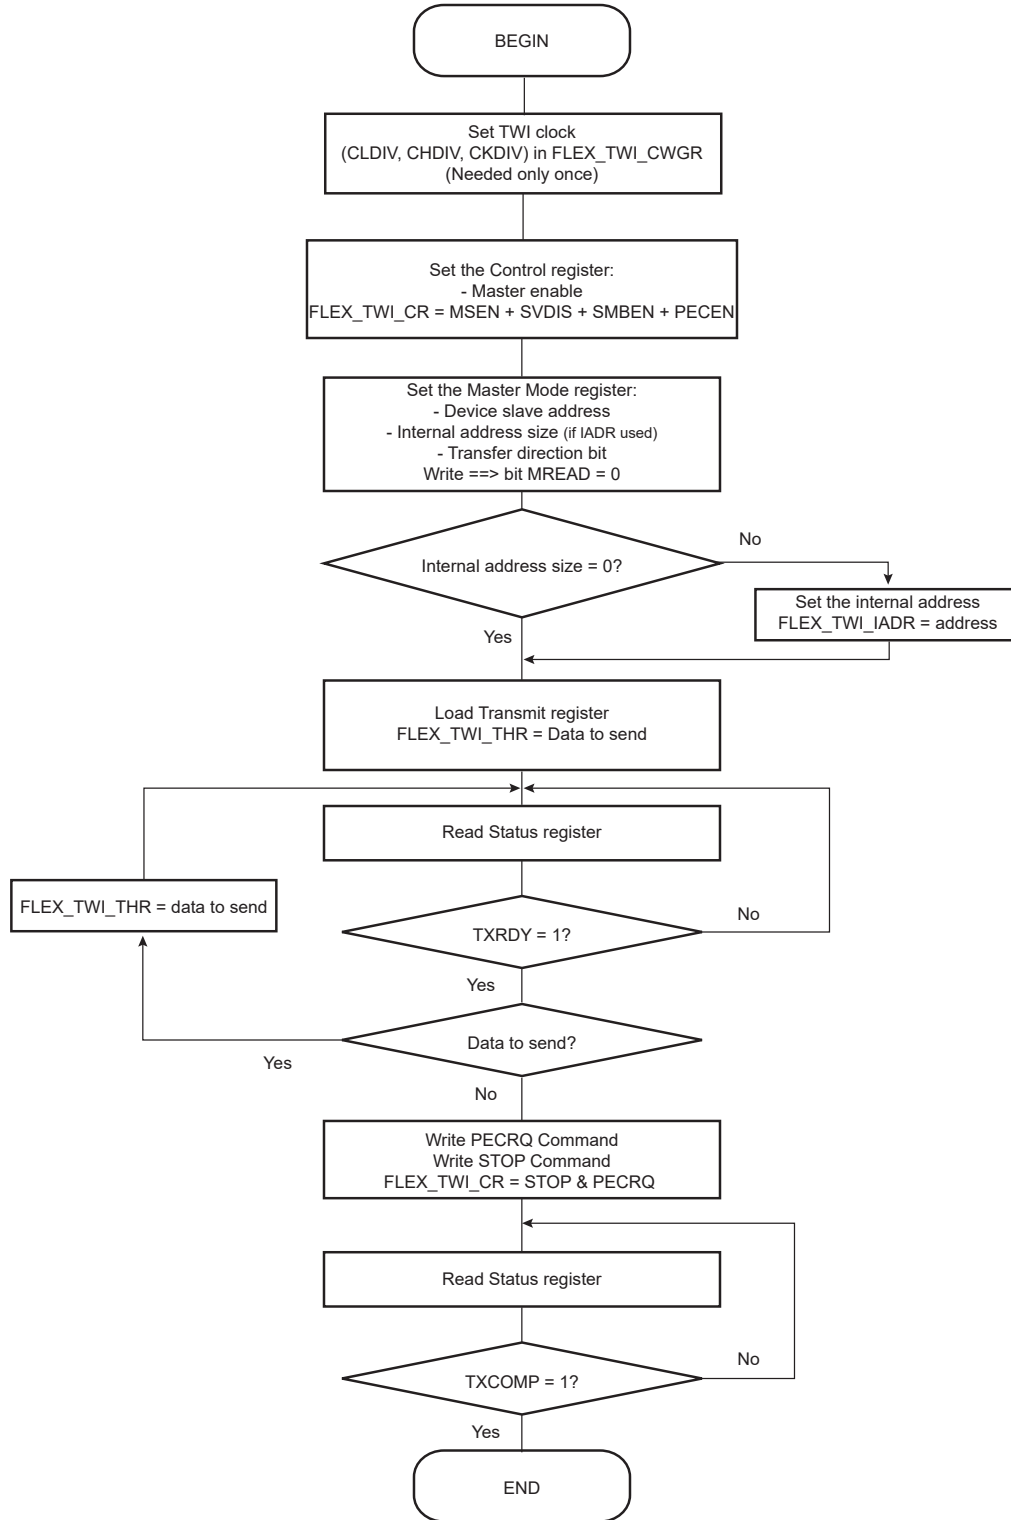 BEGIN
Set TWI clock
(CLDIV, CHDIV, CKDIV) in FLEX_TWI_CWGR
(Needed only once)
Set the Control register:
- Master enable
FLEX_TWI_CR = MSEN + SVDIS + SMBEN + PECEN
Set the Master Mode register:
- Device slave address
- Internal address size (if IADR used)
- Transfer direction bit
Write ==> bit MREAD = 0
No
Internal address size = 0?
Set the internal address
FLEX_TWI_IADR = address
Yes
Load Transmit register
FLEX_TWI_THR = Data to send
Read Status register
FLEX_TWI_THR = data to send
No
TXRDY = 1?
Yes
Data to send?
Yes
No
Write PECRQ Command
Write STOP Command
FLEX_TWI_CR = STOP & PECRQ
Read Status register
No
TXCOMP = 1?
Yes
END